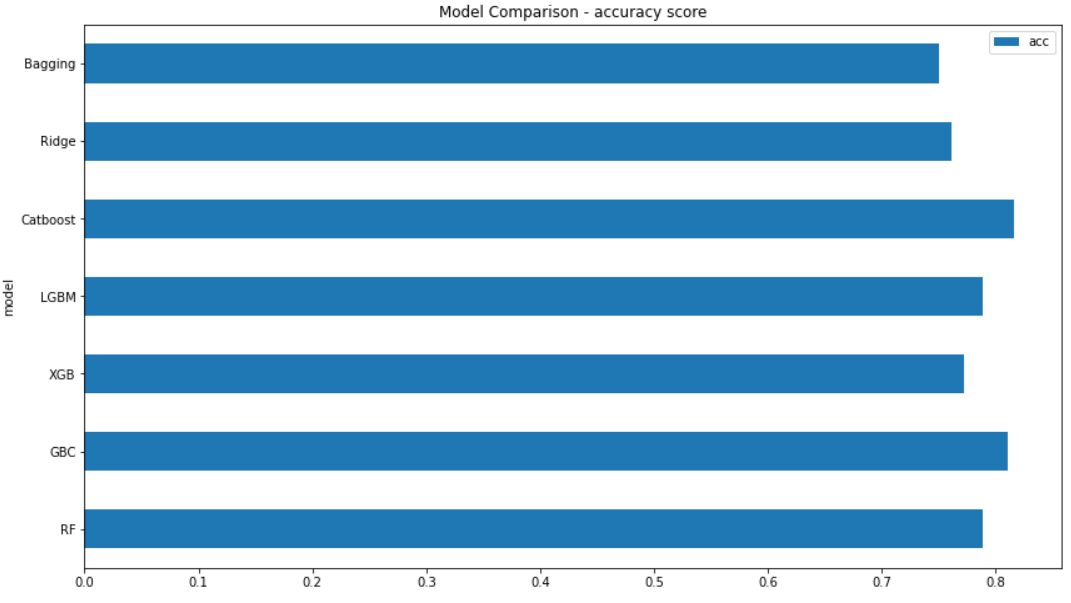 Model Comparison - accuracy score
acc
Bagging
Ridge
Catboost
LGBM
XGB
GBC
RF
model
0.0 0.1 0.2 0.3 0.4 0.5 0.6 0.7 0.8